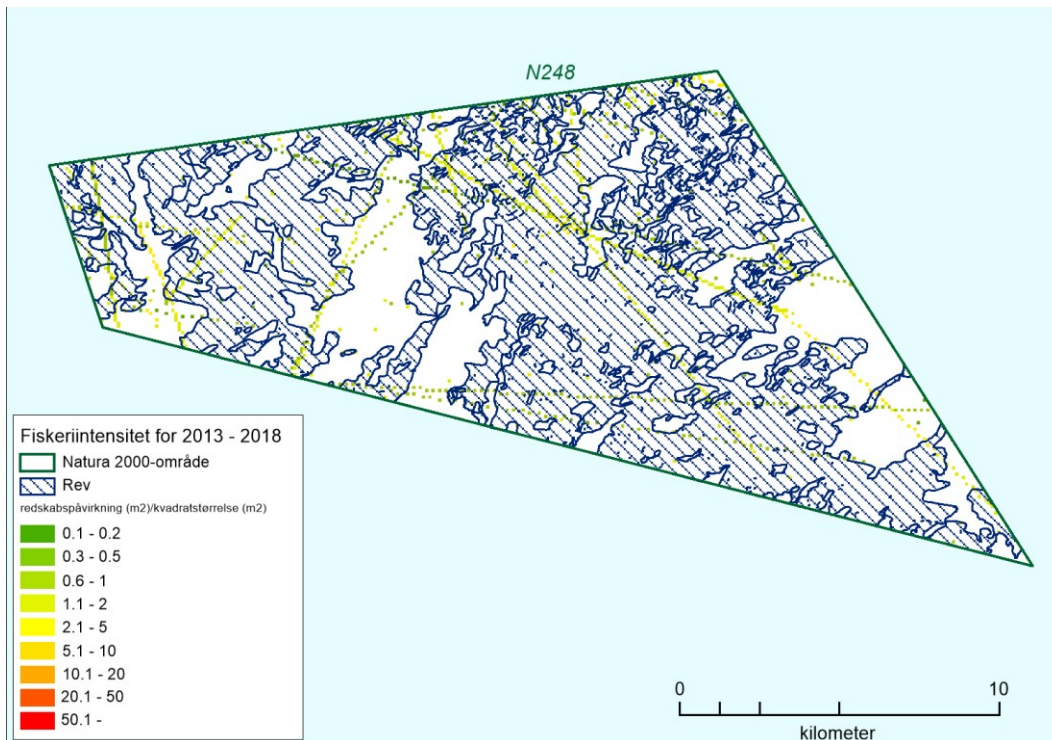 N248
Fiskeriintensitet for 2013 - 2018
Natura 2000-område
Rev
redskabspåvirkning (m2)/kvadratstørrelse (m2)
0.1 - 0.2
0.3 - 0.5
0.6 - 1
1.1 - 2
2.1 - 5
5.1 - 10
10.1 - 20
20.1 - 50
50.1 -
0 10
kilometer